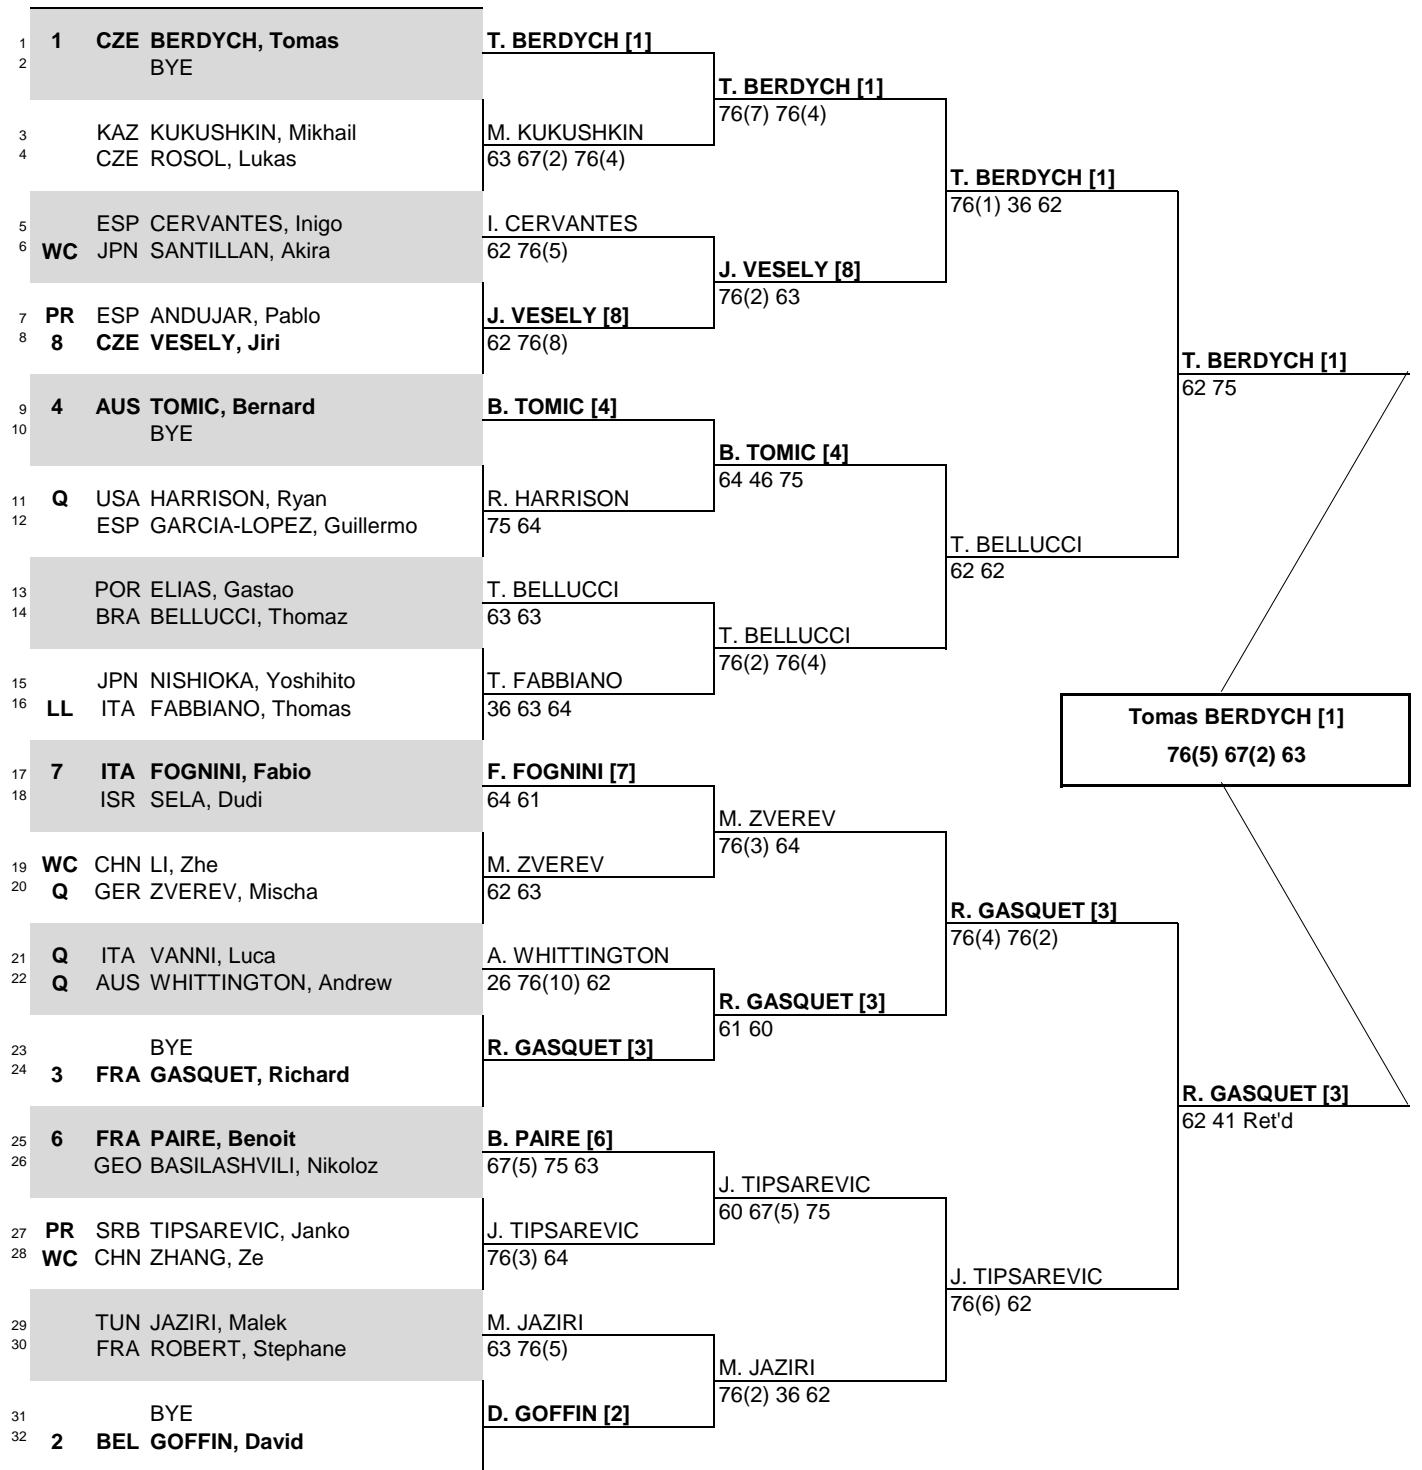 1 1 CZE BERDYCH, Tomas
2 BYE
3 KAZ KUKUSHKIN, Mikhail
4 CZE ROSOL, Lukas
5 ESP CERVANTES, Inigo
6 WC JPN SANTILLAN, Akira
7 PR ESP ANDUJAR, Pablo
8 8 CZE VESELY, Jiri
9 4 AUS TOMIC, Bernard
10 BYE
11 Q USA HARRISON, Ryan
12 ESP GARCIA-LOPEZ, Guillermo
13 POR ELIAS, Gastao
14 BRA BELLUCCI, Thomaz
15 JPN NISHIOKA, Yoshihito
16 LL ITA FABBIANO, Thomas
17 7 ITA FOGNINI, Fabio
18 ISR SELA, Dudi
19 WC CHN LI, Zhe
20 Q GER ZVEREV, Mischa
21 Q ITA VANNI, Luca
22 Q AUS WHITTINGTON, Andrew
23 BYE
24 3 FRA GASQUET, Richard
25 6 FRA PAIRE, Benoit
26 GEO BASILASHVILI, Nikoloz
27 PR SRB TIPSAREVIC, Janko
28 WC CHN ZHANG, Ze
29 TUN JAZIRI, Malek
30 FRA ROBERT, Stephane
31 BYE
32 2 BEL GOFFIN, David
T. BERDYCH [1]
M. KUKUSHKIN
63 67(2) 76(4)
I. CERVANTES
62 76(5)
J. VESELY [8]
62 76(8)
B. TOMIC [4]
R. HARRISON
75 64
T. BELLUCCI
63 63
T. FABBIANO
36 63 64
F. FOGNINI [7]
64 61
M. ZVEREV
62 63
A. WHITTINGTON
26 76(10) 62
R. GASQUET [3]
B. PAIRE [6]
67(5) 75 63
J. TIPSAREVIC
76(3) 64
M. JAZIRI
63 76(5)
D. GOFFIN [2]
T. BERDYCH [1]
76(7) 76(4)
J. VESELY [8]
76(2) 63
B. TOMIC [4]
64 46 75
T. BELLUCCI
76(2) 76(4)
M. ZVEREV
76(3) 64
R. GASQUET [3]
61 60
J. TIPSAREVIC
60 67(5) 75
M. JAZIRI
76(2) 36 62
T. BERDYCH [1]
76(1) 36 62
T. BELLUCCI
62 62
R. GASQUET [3]
76(4) 76(2)
J. TIPSAREVIC
76(6) 62
T. BERDYCH [1]
62 75
R. GASQUET [3]
62 41 Ret'd
Tomas BERDYCH [1]
76(5) 67(2) 63